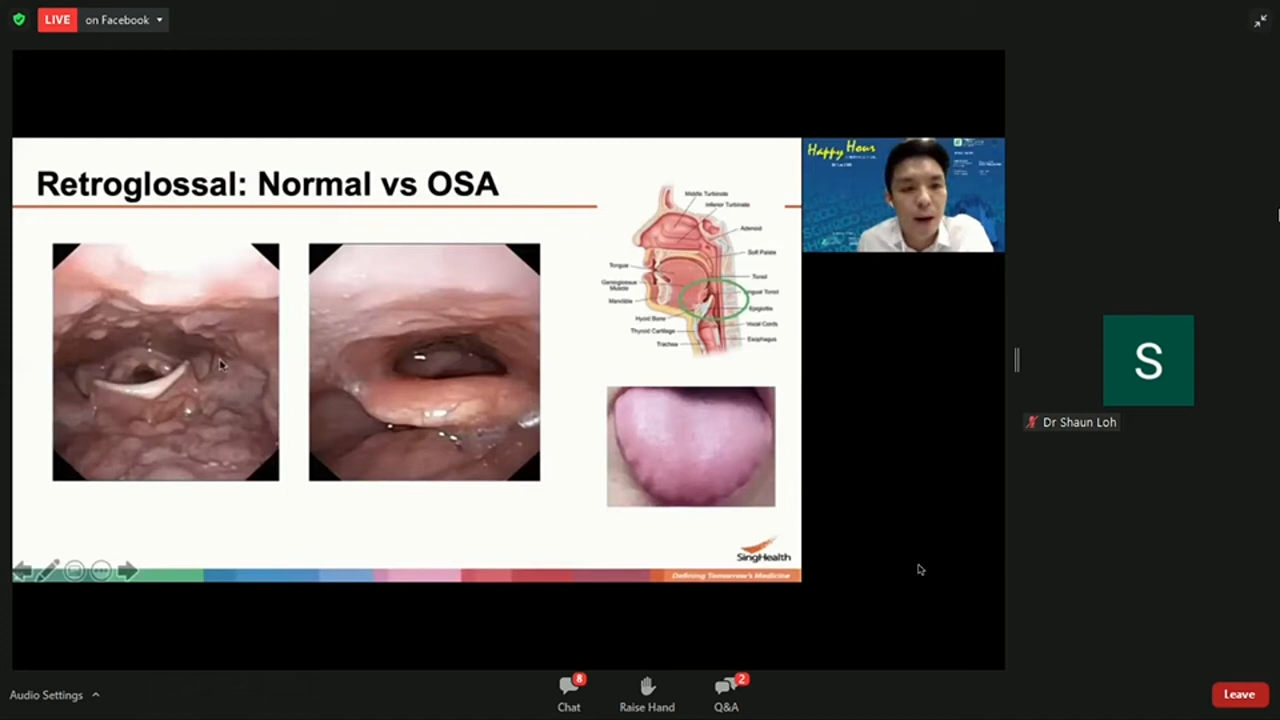 LIVE
on Facebook
Retroglossal: Normal vs OSA
Middle Turbinate
Inferior Turbinate
Adenoid
Soft Palate
Tongue
Tonsil
Genioglossus
Muscle
Mandible
Epiglottis
Hyoid Bone
Vocal Cords
Thyroid Cartilage
Esophagus
Trachea
Happy Hour
SingHealth
Defining Tomorrow's Medicine
S
Dr Shaun Loh
Audio Settings
8
Chat
Raise Hand
2
Q&A
Leave